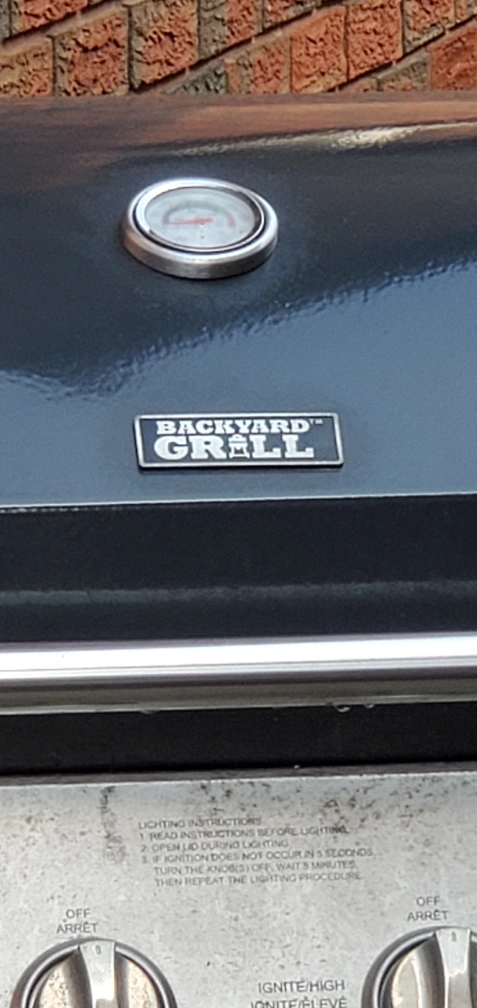 BACKYARD™
GRILL
LIGHTING INSTRUCTIONS
1. READ INSTRUCTIONS BEFORE LIGHTING.
2. OPEN LID DURING LIGHTING.
3. IF IGNITION DOES NOT OCCUR IN 5 SECONDS,
TURN THE KNOB(S) OFF, WAIT 5 MINUTES,
THEN REPEAT THE LIGHTING PROCEDURE.
OFF
ARRÊT
OFF
ARRÊT
IGNITE/HIGH
IGNITE/ÉLEVÉ